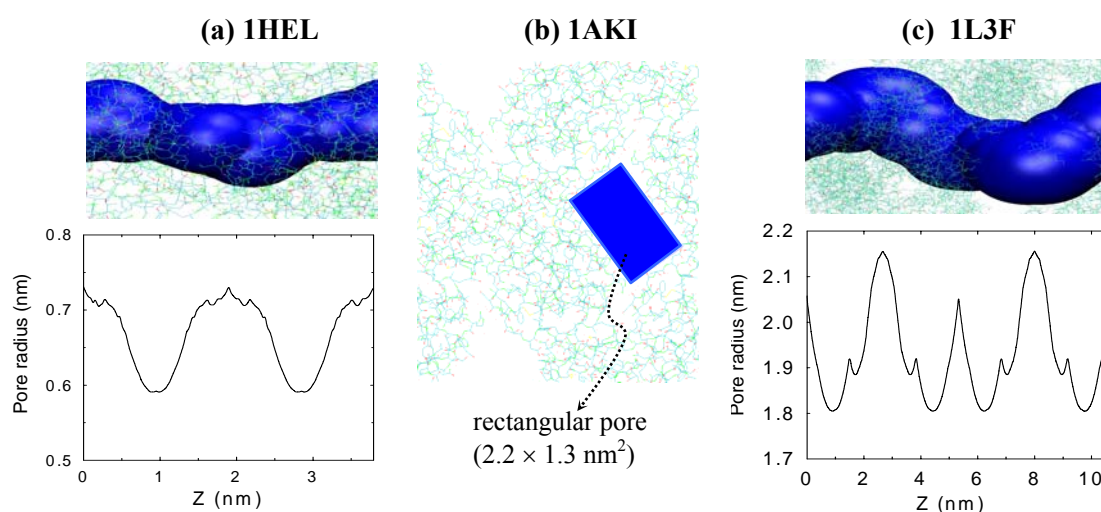 (a) 1HEL
(b) 1AKI
(c) 1L3F
0.8
0.7
0.6
0.5
Pore radius (nm)
0 1 2 3
Z (nm)
rectangular pore
(2.2 × 1.3 nm²)
2.2
2.1
2.0
1.9
1.8
1.7
Pore radius (nm)
0 2 4 6 8 10
Z (nm)